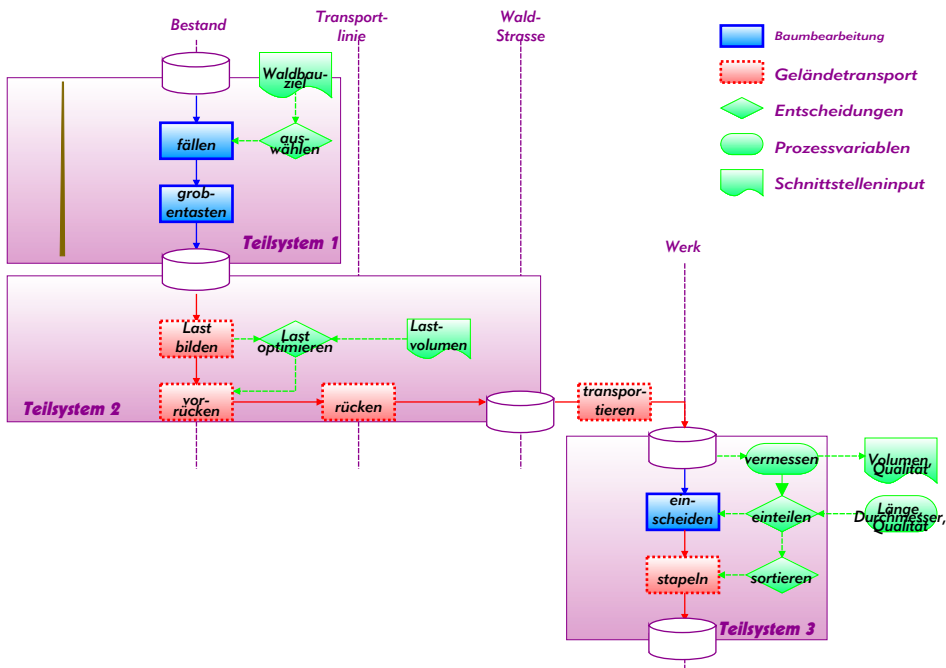 Bestand
Transport-
linie
Wald-
Strasse
Baumbearbeitung
Geländetransport
Entscheidungen
Prozessvariablen
Schnittstelleninput
Waldbau-
ziel
fällen
aus-
wählen
grob-
entasten
Teilsystem 1
Werk
Last
bilden
Last
optimieren
Last-
volumen
vor-
rücken
rücken
transpor-
tieren
Teilsystem 2
vermessen
Volumen,
Qualität
ein-
scheiden
einteilen
Länge,
Durchmesser,
Qualität
stapeln
sortieren
Teilsystem 3